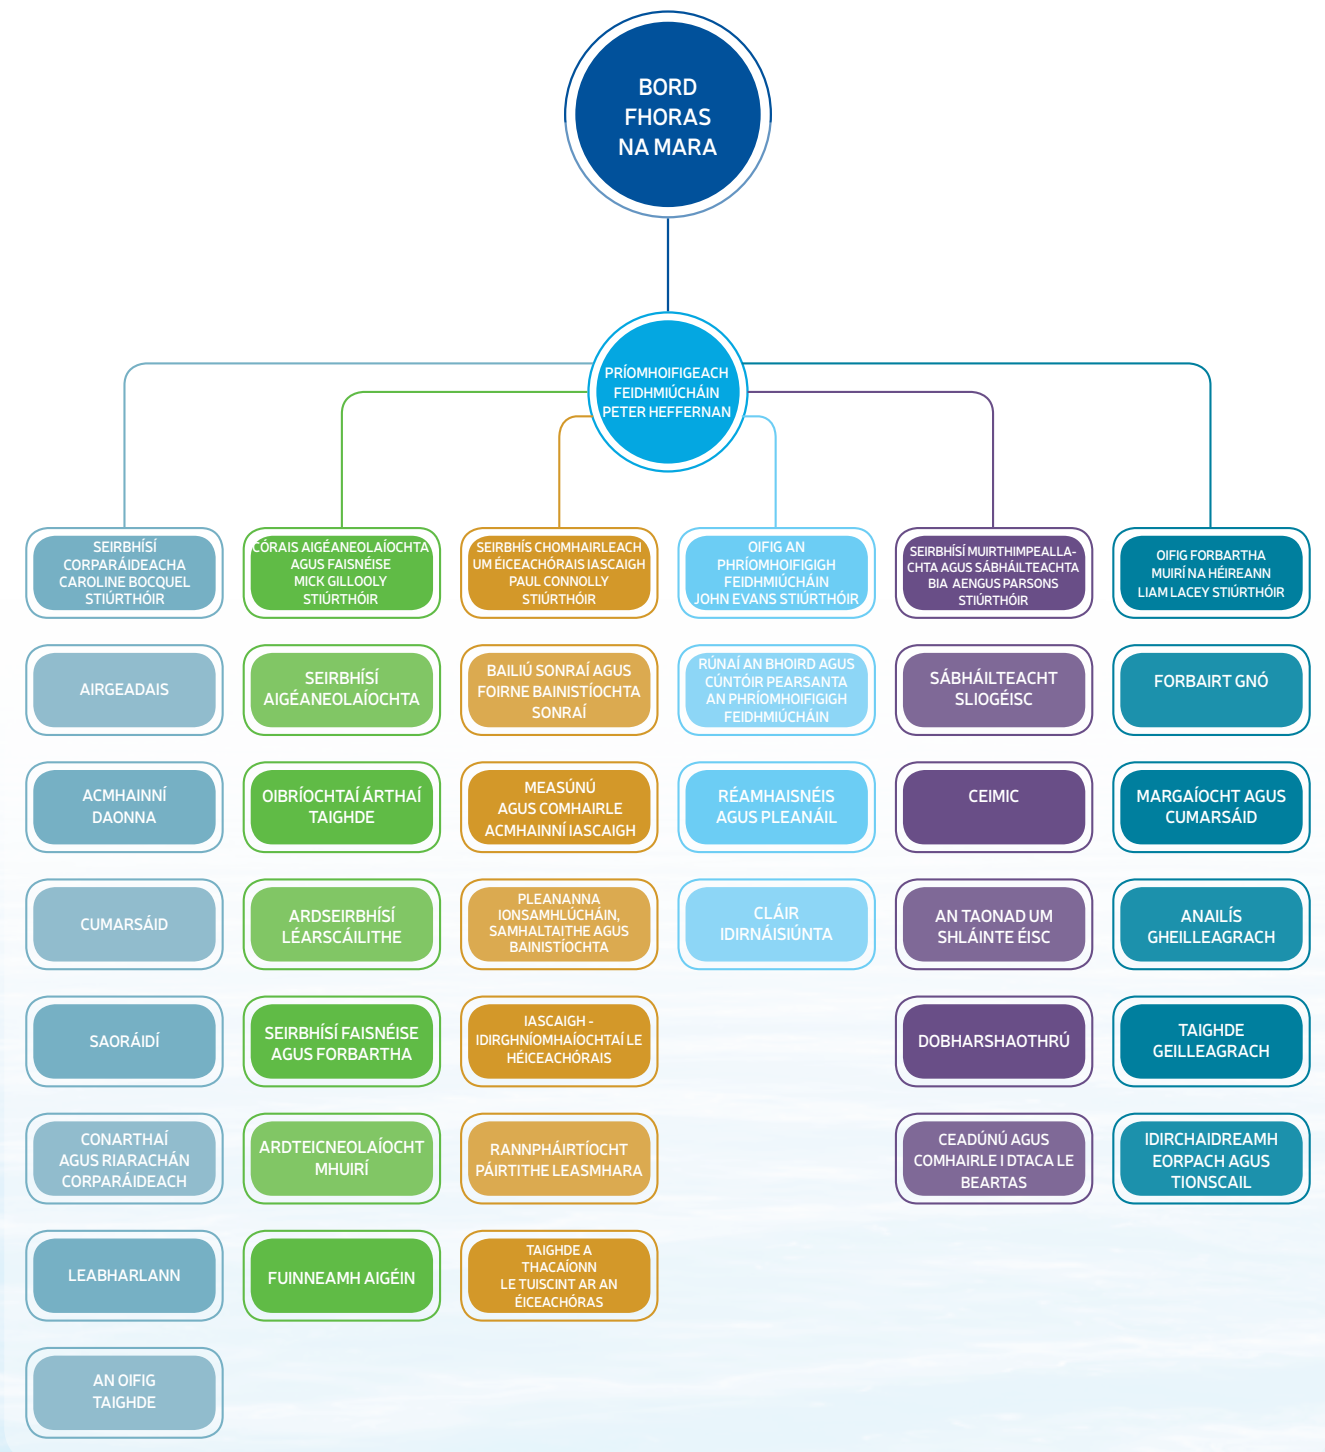 BORD
FHORAS
NA MARA
PRÍOMHOIFIGEACH
FEIDHMIÚCHÁIN
PETER HEFFERNAN
SEIRBHÍSÍ
CORPARÁIDEACHA
CAROLINE BOCQUEL
STIÚRTHÓIR
AIRGEADAIS
ACMHAINNÍ
DAONNA
CUMARSÁID
SAORÁIDÍ
CONARTHAÍ
AGUS RIARACHÁN
CORPARÁIDEACH
LEABHARLANN
AN OIFIG
TAIGHDE
CÓRAIS AIGÉANEOLAÍOCHTA
AGUS FAISNÉISE
MICK GILLOOLY
STIÚRTHÓIR
SEIRBHÍSÍ
AIGÉANEOLAÍOCHTA
OIBRÍOCHTAÍ ÁRTHAÍ
TAIGHDE
ARDSEIRBHÍSÍ
LÉARSCÁILITHE
SEIRBHÍSÍ FAISNÉISE
AGUS FORBARTHA
ARDTEICNEOLAÍOCHT
MHUIRÍ
FUINNEAMH AIGÉIN
SEIRBHÍS CHOMHAIRLEACH
UM ÉICEACHÓRAIS IASCAIGH
PAUL CONNOLLY
STIÚRTHÓIR
BAILIÚ SONRAÍ AGUS
FOIRNE BAINISTÍOCHTA
SONRAÍ
MEASÚNÚ
AGUS COMHAIRLE
ACMHAINNÍ IASCAIGH
PLEANANNA
IONSAMHLÚCHÁIN,
SAMHALTAITHE AGUS
BAINISTÍOCHTA
IASCAIGH -
IDIRGHNÍOMHAÍOCHTAÍ LE
HÉICEACHÓRAIS
RANNPHÁIRTÍOCHT
PÁIRTITHE LEASMHARA
TAIGHDE A
THACAÍONN
LE TUISCINT AR AN
ÉICEACHÓRAS
OIFIG AN
PHRÍOMHOIFIGIGH
FEIDHMIÚCHÁIN
JOHN EVANS STIÚRTHÓIR
RÚNAÍ AN BHOIRD AGUS
CÚNTÓIR PEARSANTA
AN PHRÍOMHOIFIGIGH
FEIDHMIÚCHÁIN
RÉAMHAISNÉIS
AGUS PLEANÁIL
CLÁIR
IDIRNÁISIÚNTA
SEIRBHÍSÍ MUIRTHIMPEALLA-
CHTA AGUS SÁBHÁILTEACHTA
BIA AENGUS PARSONS
STIÚRTHÓIR
SÁBHÁILTEACHT
SLIOGÉISC
CEIMIC
AN TAONAD UM
SHLÁINTE ÉISC
DOBHARSHAOTHRÚ
CEADÚNÚ AGUS
COMHAIRLE I DTACA LE
BEARTAS
OIFIG FORBARTHA
MUIRÍ NA HÉIREANN
LIAM LACEY STIÚRTHÓIR
FORBAIRT GNÓ
MARGAÍOCHT AGUS
CUMARSÁID
ANAILÍS
GHEILLEAGRACH
TAIGHDE
GEILLEAGRACH
IDIRCHAIDREAMH
EORPACH AGUS
TIONSCAIL